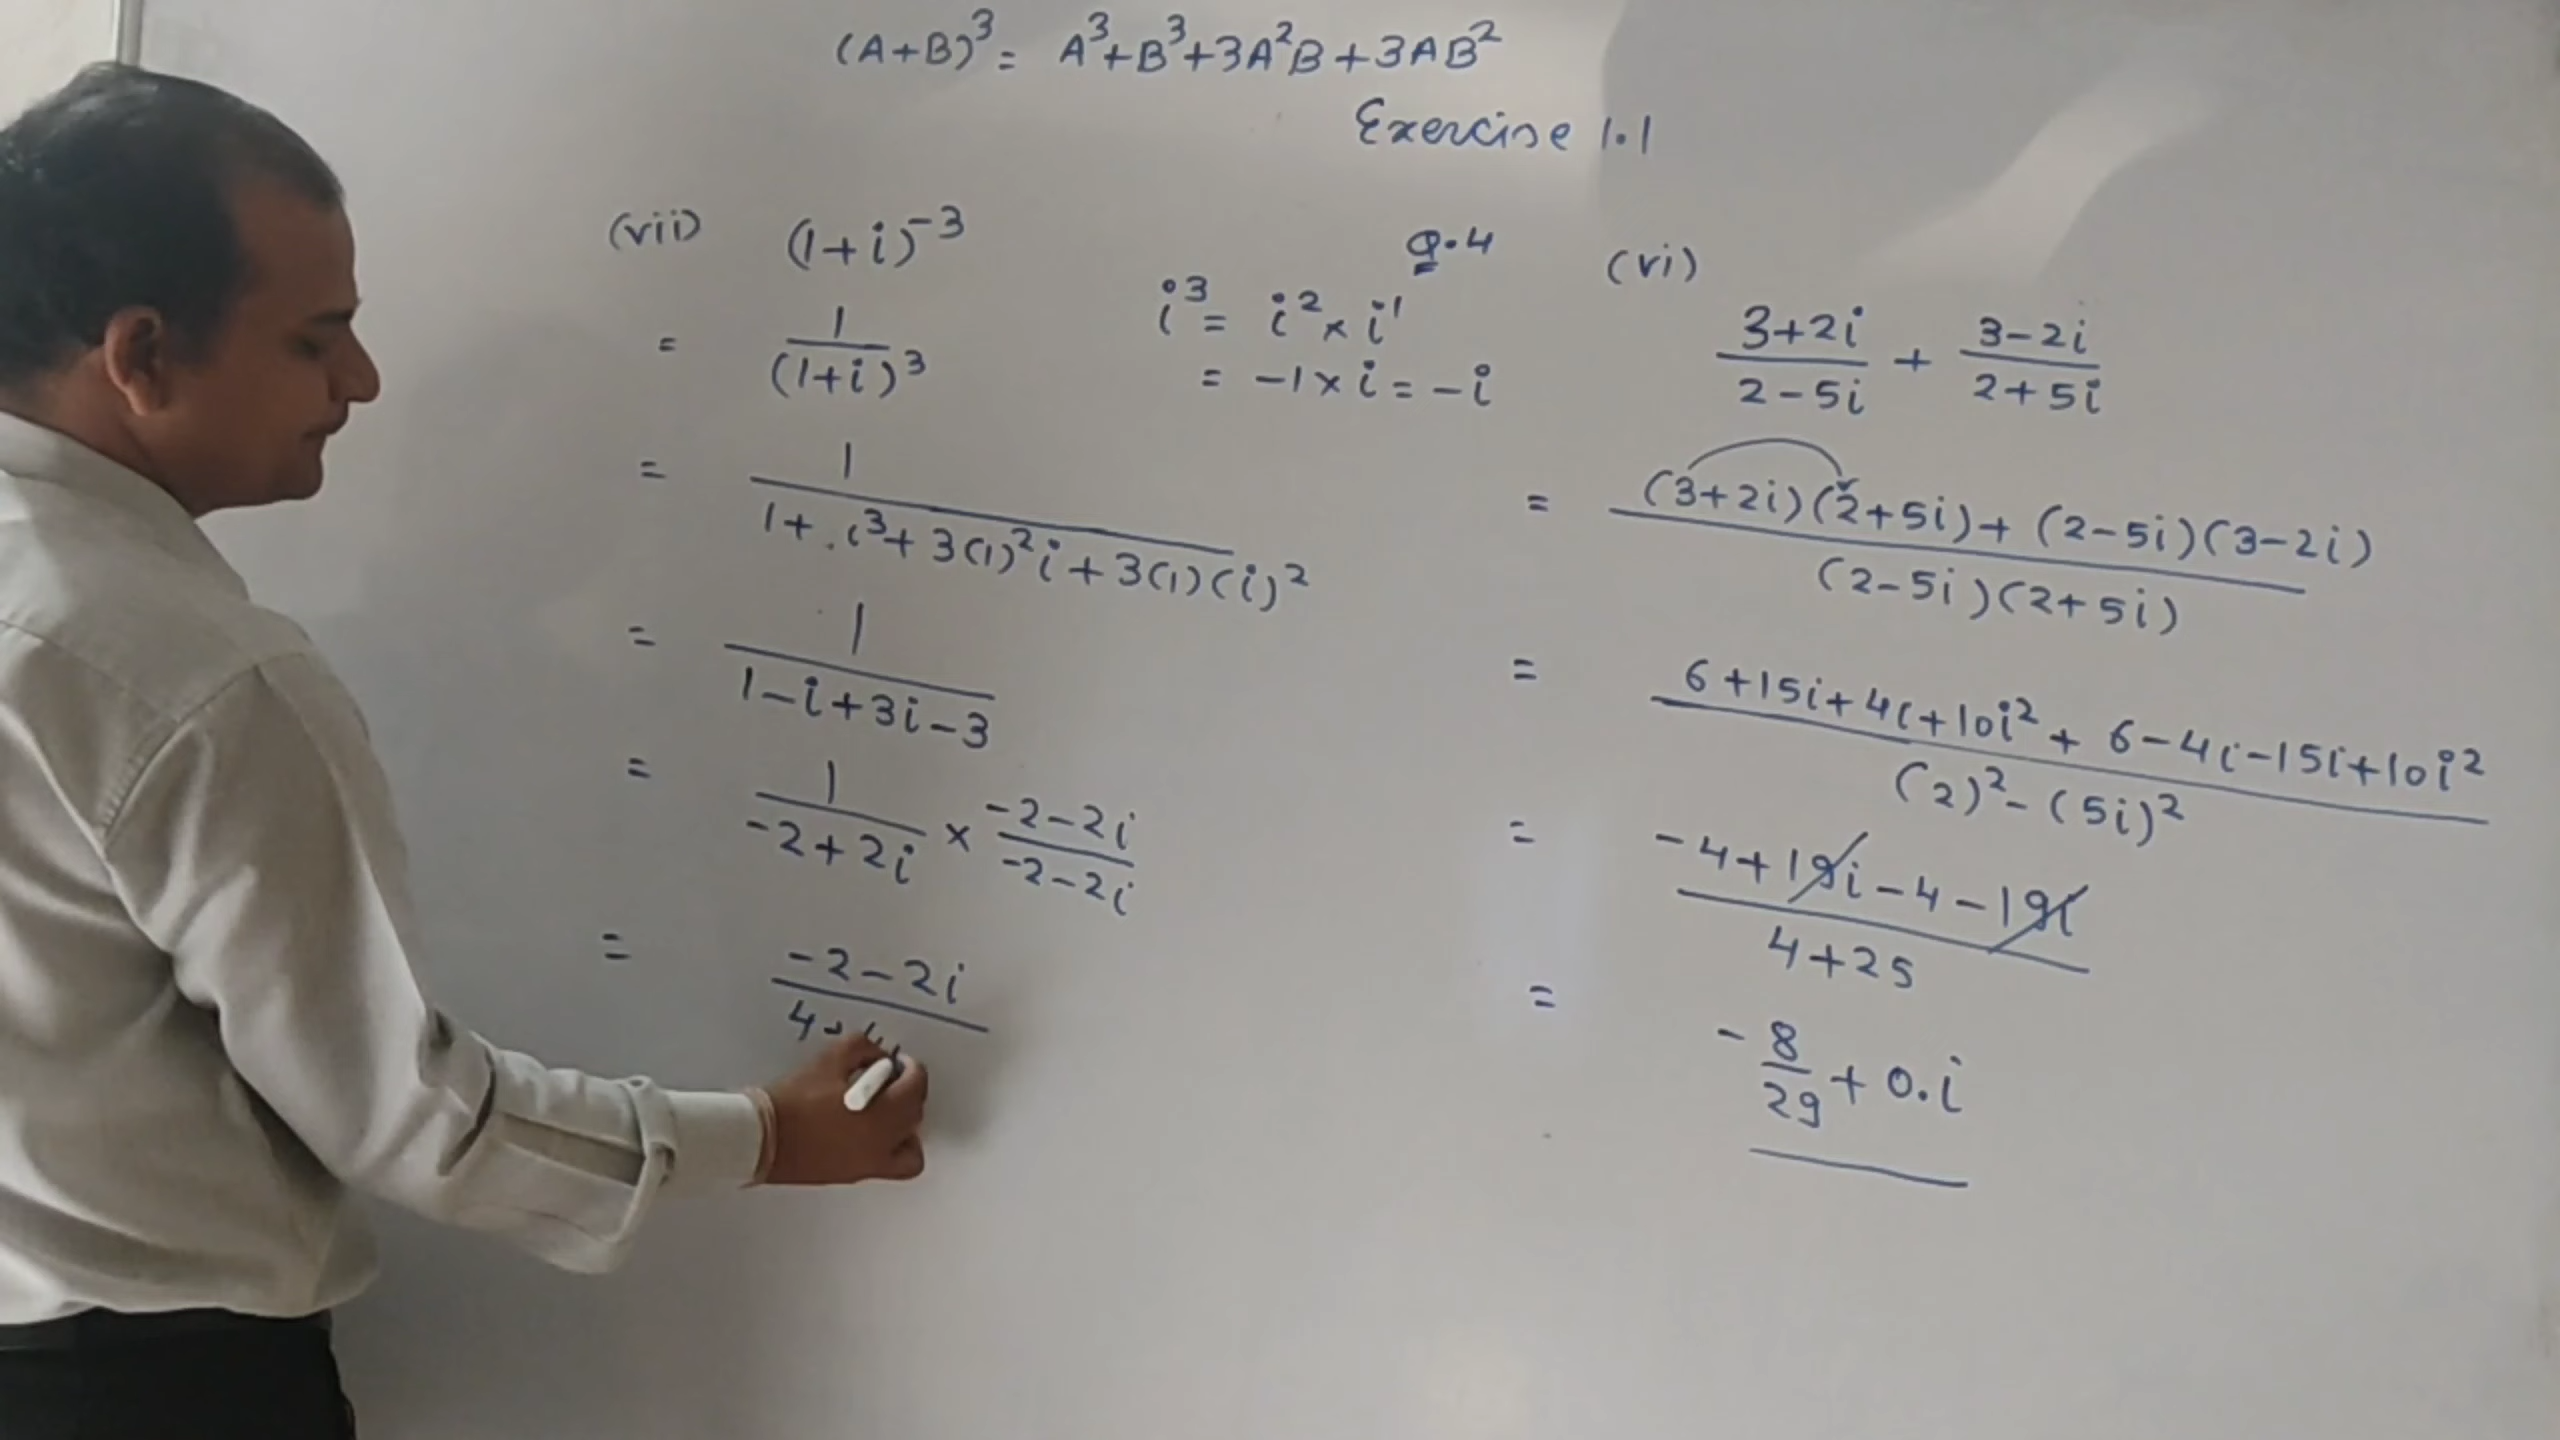 (A+B)³ = A³+B³+3A²B+3AB²
Exercise 1.1
(vii) (1+i)⁻³
= 1/(1+i)³
= 1/(1+i³+3(1)²i+3(1)(i)²)
= 1/(1-i+3i-3)
= 1/(-2+2i) × (-2-2i)/(-2-2i)
= (-2-2i)/(4+4
i³ = i² × i¹
= -1 × i = -i
Q.4 (vi)
(3+2i)/(2-5i) + (3-2i)/(2+5i)
= ((3+2i)(2+5i)+(2-5i)(3-2i))/((2-5i)(2+5i))
= (6+15i+4i+10i²+6-4i-15i+10i²)/((2)²-(5i)²)
= (-4+19i-4-19i)/(4+25)
= -8/29 + 0.i